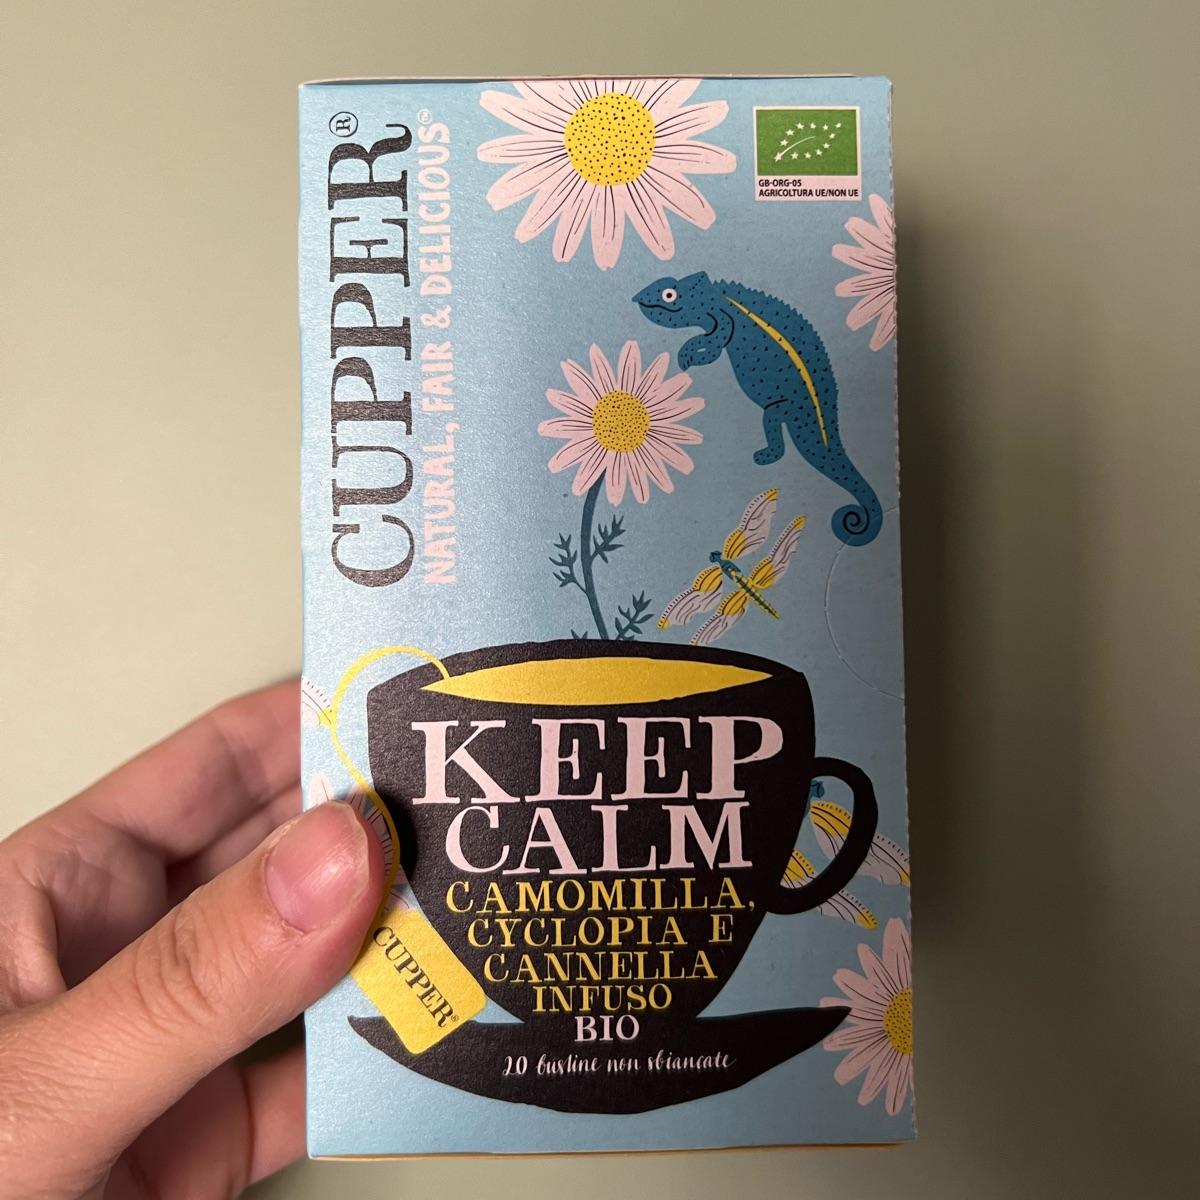 CUPPER®
NATURAL, FAIR & DELICIOUS™
GB-ORG-05
AGRICOLTURA UE/NON UE
KEEP
CALM
CAMOMILLA,
CYCLOPIA E
CANNELLA
INFUSO
BIO
20 bustine non sbiancate
CUPPER®